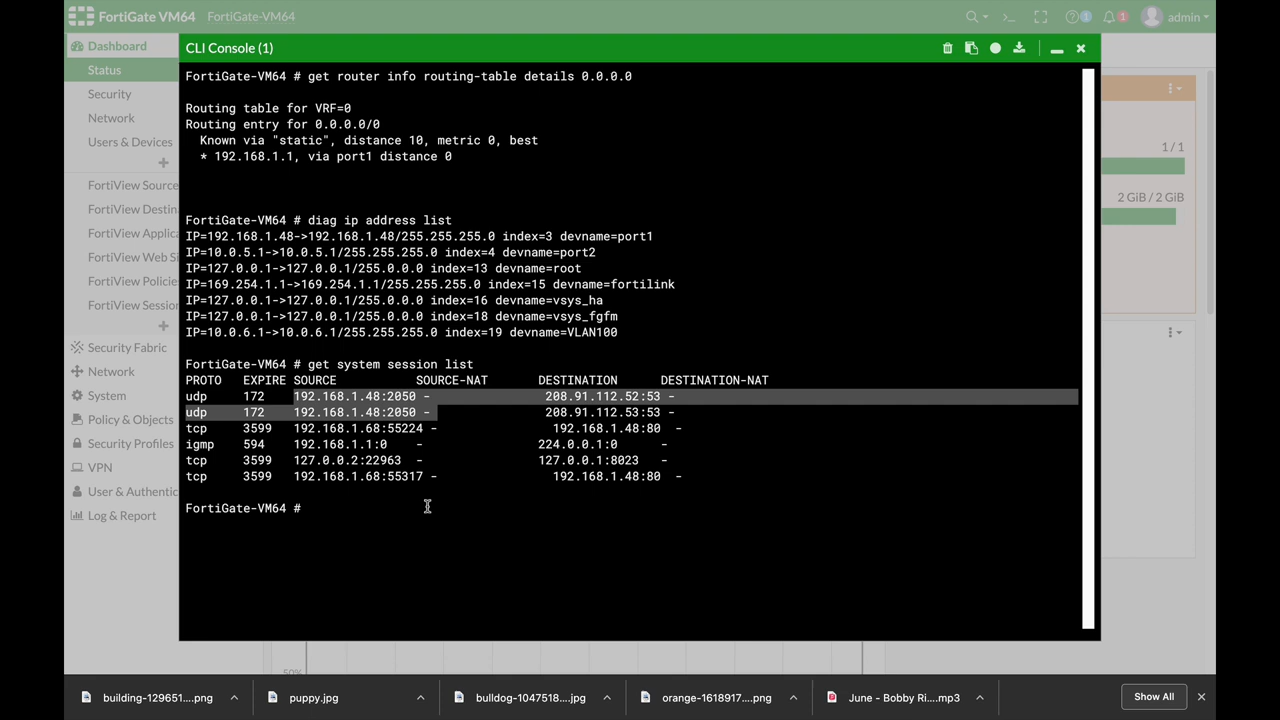 FortiGate VM64 FortiGate-VM64 >_ ? 1 1 admin
Dashboard
Status
Security
Network
Users & Devices
FortiView Source
FortiView Destin
FortiView Applic
FortiView Web Si
FortiView Policie
FortiView Sessio
Security Fabric
Network
System
Policy & Objects
Security Profiles
VPN
User & Authentic
Log & Report
CLI Console (1)
FortiGate-VM64 # get router info routing-table details 0.0.0.0
Routing table for VRF=0
Routing entry for 0.0.0.0/0
Known via "static", distance 10, metric 0, best
* 192.168.1.1, via port1 distance 0
FortiGate-VM64 # diag ip address list
IP=192.168.1.48->192.168.1.48/255.255.255.0 index=3 devname=port1
IP=10.0.5.1->10.0.5.1/255.255.255.0 index=4 devname=port2
IP=127.0.0.1->127.0.0.1/255.0.0.0 index=13 devname=root
IP=169.254.1.1->169.254.1.1/255.255.255.0 index=15 devname=fortilink
IP=127.0.0.1->127.0.0.1/255.0.0.0 index=16 devname=vsys_ha
IP=127.0.0.1->127.0.0.1/255.0.0.0 index=18 devname=vsys_fgfm
IP=10.0.6.1->10.0.6.1/255.255.255.0 index=19 devname=VLAN100
FortiGate-VM64 # get system session list
PROTO EXPIRE SOURCE SOURCE-NAT DESTINATION DESTINATION-NAT
udp 172 192.168.1.48:2050 - 208.91.112.52:53 -
udp 172 192.168.1.48:2050 - 208.91.112.53:53 -
tcp 3599 192.168.1.68:55224 - 192.168.1.48:80 -
igmp 594 192.168.1.1:0 - 224.0.0.1:0 -
tcp 3599 127.0.0.2:22963 - 127.0.0.1:8023 -
tcp 3599 192.168.1.68:55317 - 192.168.1.48:80 -
FortiGate-VM64 #
1 / 1
2 GiB / 2 GiB
50%
building-129651....png puppy.jpg bulldog-1047518....jpg orange-1618917....png June - Bobby Ri....mp3 Show All